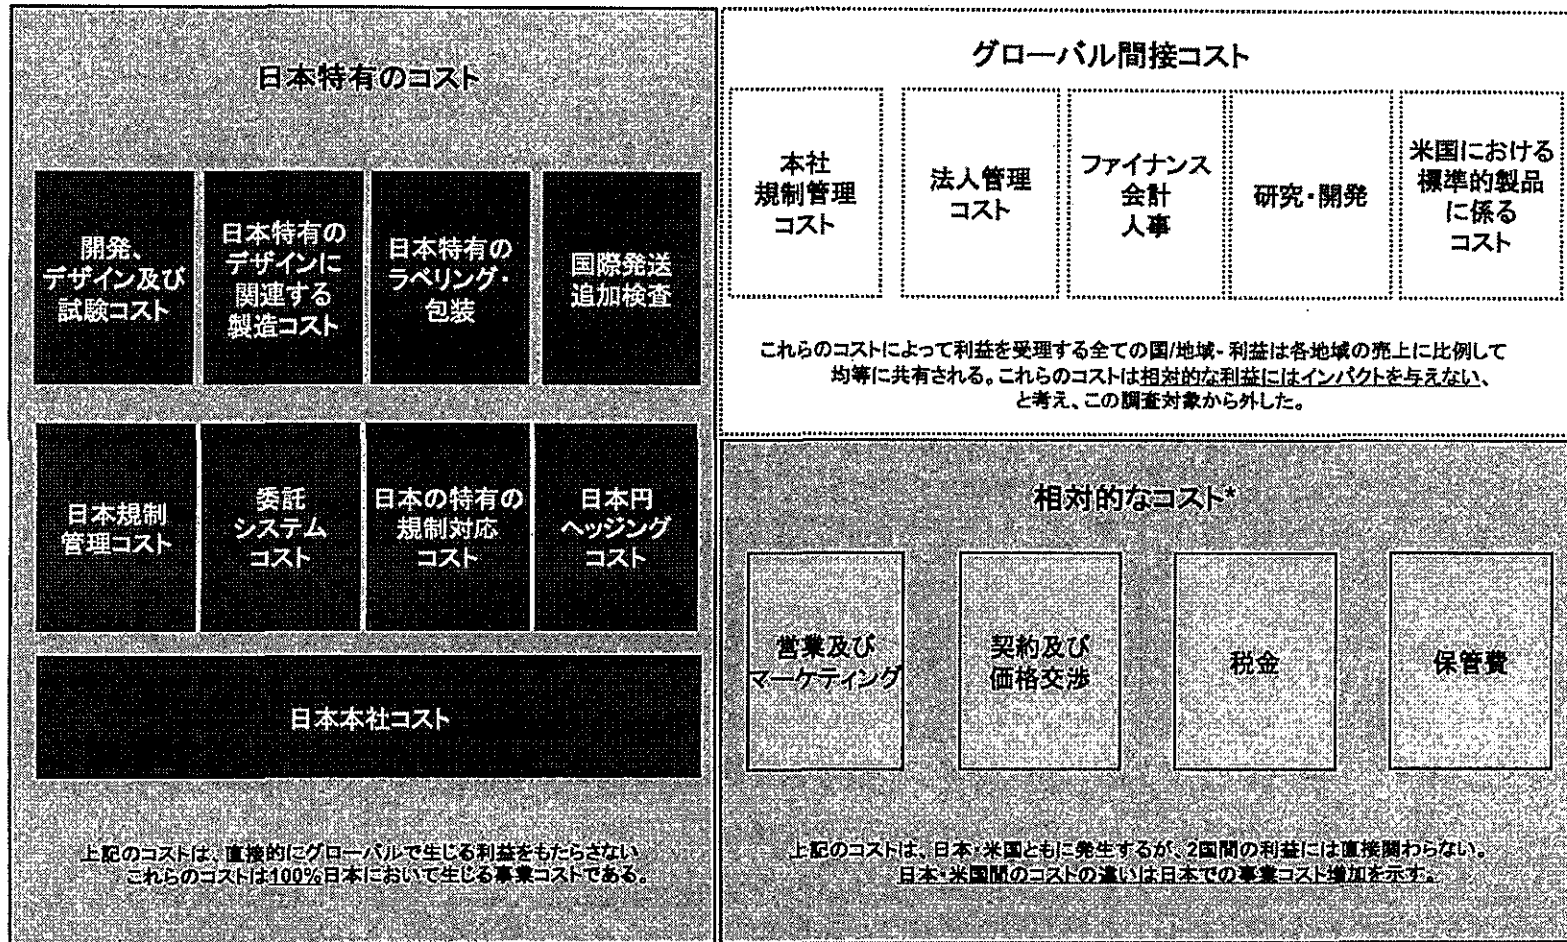 日本特有のコスト
開発、
デザイン及び
試験コスト
日本特有の
デザインに
関連する
製造コスト
日本特有の
ラベリング・
包装
国際発送
追加検査
日本規制
管理コスト
委託
システム
コスト
日本の特有の
規制対応
コスト
日本円
ヘッジング
コスト
日本本社コスト
上記のコストは、直接的にグローバルで生じる利益をもたらさない
これらのコストは100%日本において生じる事業コストである。
グローバル間接コスト
本社
規制管理
コスト
法人管理
コスト
ファイナンス
会計
人事
研究・開発
米国における
標準的製品
に係る
コスト
これらのコストによって利益を受理する全ての国/地域- 利益は各地域の売上に比例して
均等に共有される。これらのコストは相対的な利益にはインパクトを与えない、
と考え、この調査対象から外した。
相対的なコスト*
営業及び
マーケティング
契約及び
価格交渉
税金
保管費
上記のコストは、日本・米国ともに発生するが、2国間の利益には直接関わらない。
日本・米国間のコストの違いは日本での事業コスト増加を示す。